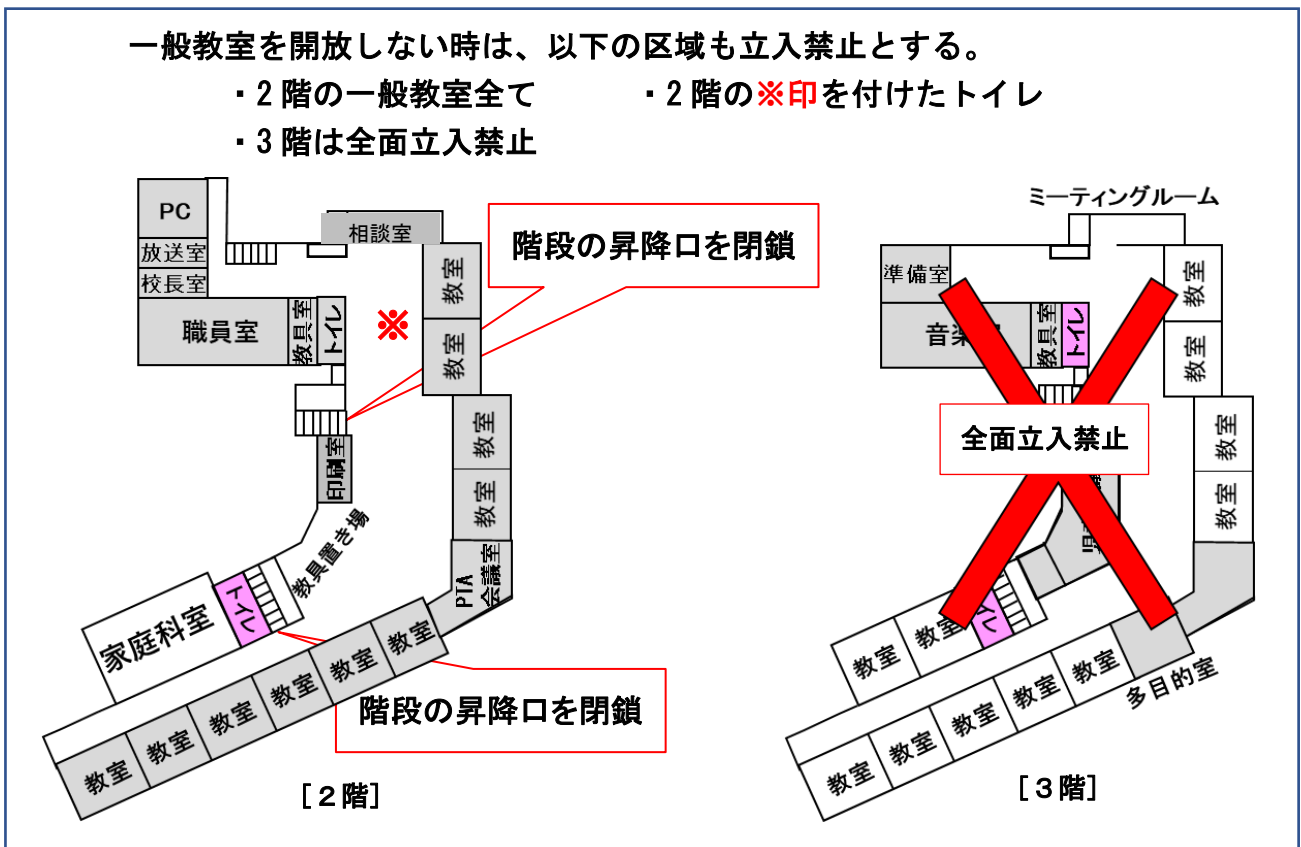 一般教室を開放しない時は、以下の区域も立入禁止とする。
・2階の一般教室全て　・2階の※印を付けたトイレ
・3階は全面立入禁止
PC
放送室
校長室
職員室
教具室
トイレ
相談室
※
教室
教室
教室
教室
PTA
会議室
印刷室
教具置き場
トイレ
家庭科室
教室
教室
教室
教室
教室
教室
階段の昇降口を閉鎖
階段の昇降口を閉鎖
［２階］
ミーティングルーム
準備室
教具室
トイレ
教室
教室
教室
教室
全面立入禁止
教室
教室
教室
教室
教室
教室
教室
多目的室
［３階］